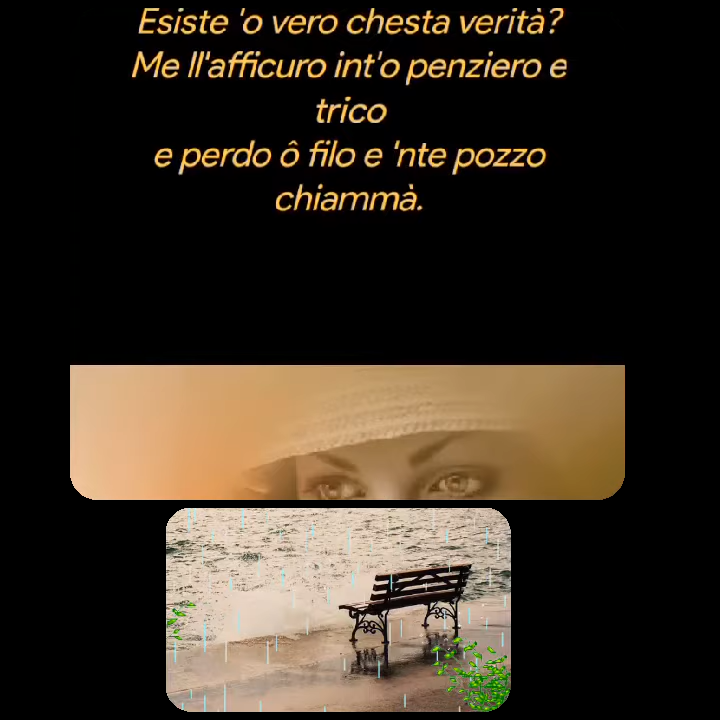 Esiste 'o vero chesta verità?
Me ll'afficuro int'o penziero e
trico
e perdo ô filo e 'nte pozzo
chiammà.